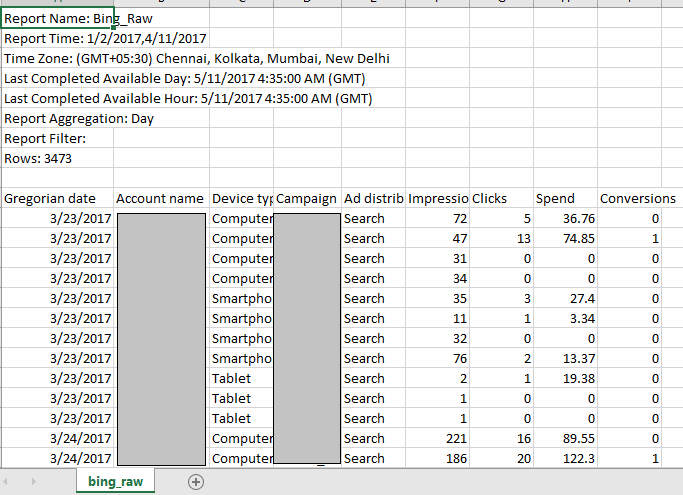 Report Name: Bing_Raw
Report Time: 1/2/2017,4/11/2017
Time Zone: (GMT+05:30) Chennai, Kolkata, Mumbai, New Delhi
Last Completed Available Day: 5/11/2017 4:35:00 AM (GMT)
Last Completed Available Hour: 5/11/2017 4:35:00 AM (GMT)
Report Aggregation: Day
Report Filter:
Rows: 3473
Gregorian date Account name Device typ Campaign Ad distrib Impressio Clicks Spend Conversions
3/23/2017 Computer Search 72 5 36.76 0
3/23/2017 Computer Search 47 13 74.85 1
3/23/2017 Computer Search 31 0 0 0
3/23/2017 Computer Search 34 0 0 0
3/23/2017 Smartpho Search 35 3 27.4 0
3/23/2017 Smartpho Search 11 1 3.34 0
3/23/2017 Smartpho Search 32 0 0 0
3/23/2017 Smartpho Search 76 2 13.37 0
3/23/2017 Tablet Search 2 1 19.38 0
3/23/2017 Tablet Search 1 0 0 0
3/23/2017 Tablet Search 1 0 0 0
3/24/2017 Computer Search 221 16 89.55 0
3/24/2017 Computer Search 186 20 122.3 1
bing_raw